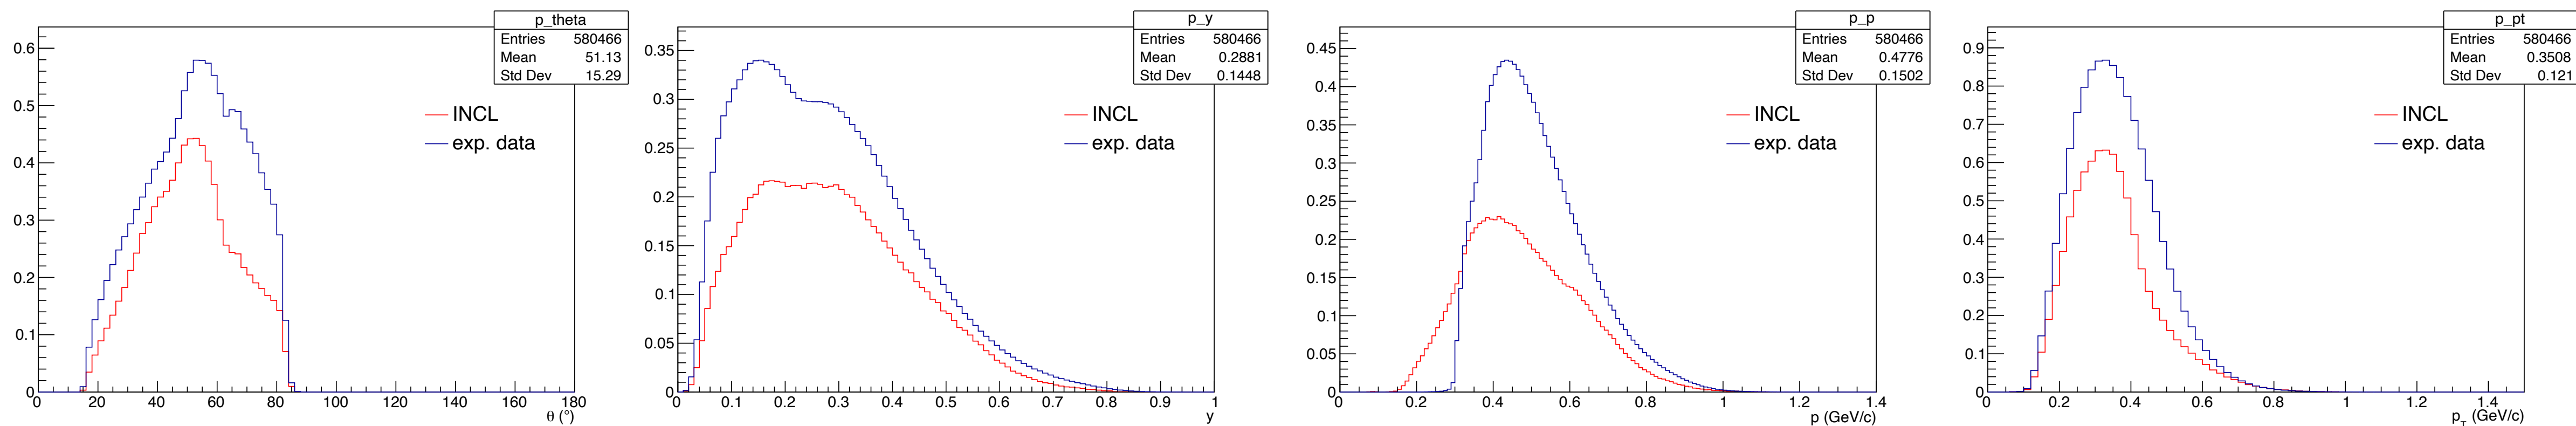 p_theta
Entries 580466
Mean 51.13
Std Dev 15.29
0.6
0.5
0.4
0.3
0.2
0.1
0
INCL
exp. data
0 20 40 60 80 100 120 140 160 180
θ (°)
p_y
Entries 580466
Mean 0.2881
Std Dev 0.1448
0.35
0.3
0.25
0.2
0.15
0.1
0.05
0
INCL
exp. data
0 0.1 0.2 0.3 0.4 0.5 0.6 0.7 0.8 0.9 1
y
p_p
Entries 580466
Mean 0.4776
Std Dev 0.1502
0.45
0.4
0.35
0.3
0.25
0.2
0.15
0.1
0.05
0
INCL
exp. data
0 0.2 0.4 0.6 0.8 1 1.2 1.4
p (GeV/c)
p_pt
Entries 580466
Mean 0.3508
Std Dev 0.121
0.9
0.8
0.7
0.6
0.5
0.4
0.3
0.2
0.1
0
INCL
exp. data
0 0.2 0.4 0.6 0.8 1 1.2 1.4
p_T (GeV/c)